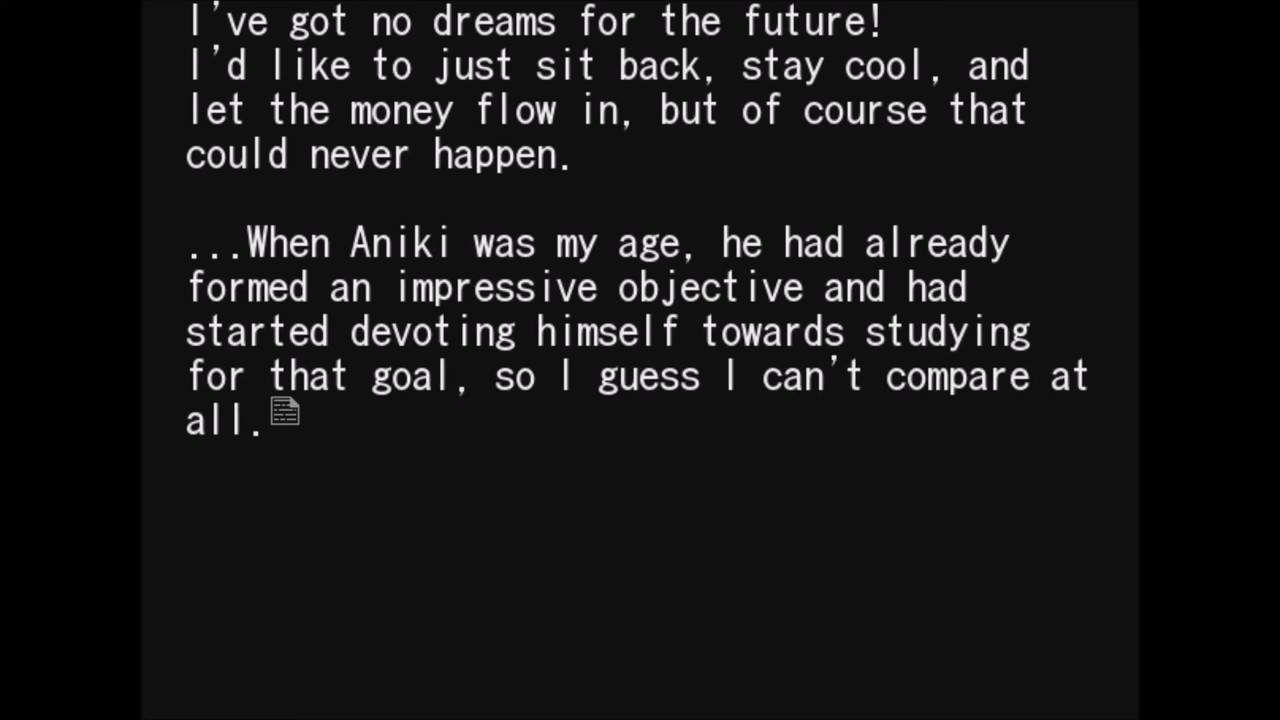 I've got no dreams for the future!
I'd like to just sit back, stay cool, and
let the money flow in, but of course that
could never happen.
...When Aniki was my age, he had already
formed an impressive objective and had
started devoting himself towards studying
for that goal, so I guess I can't compare at
all.